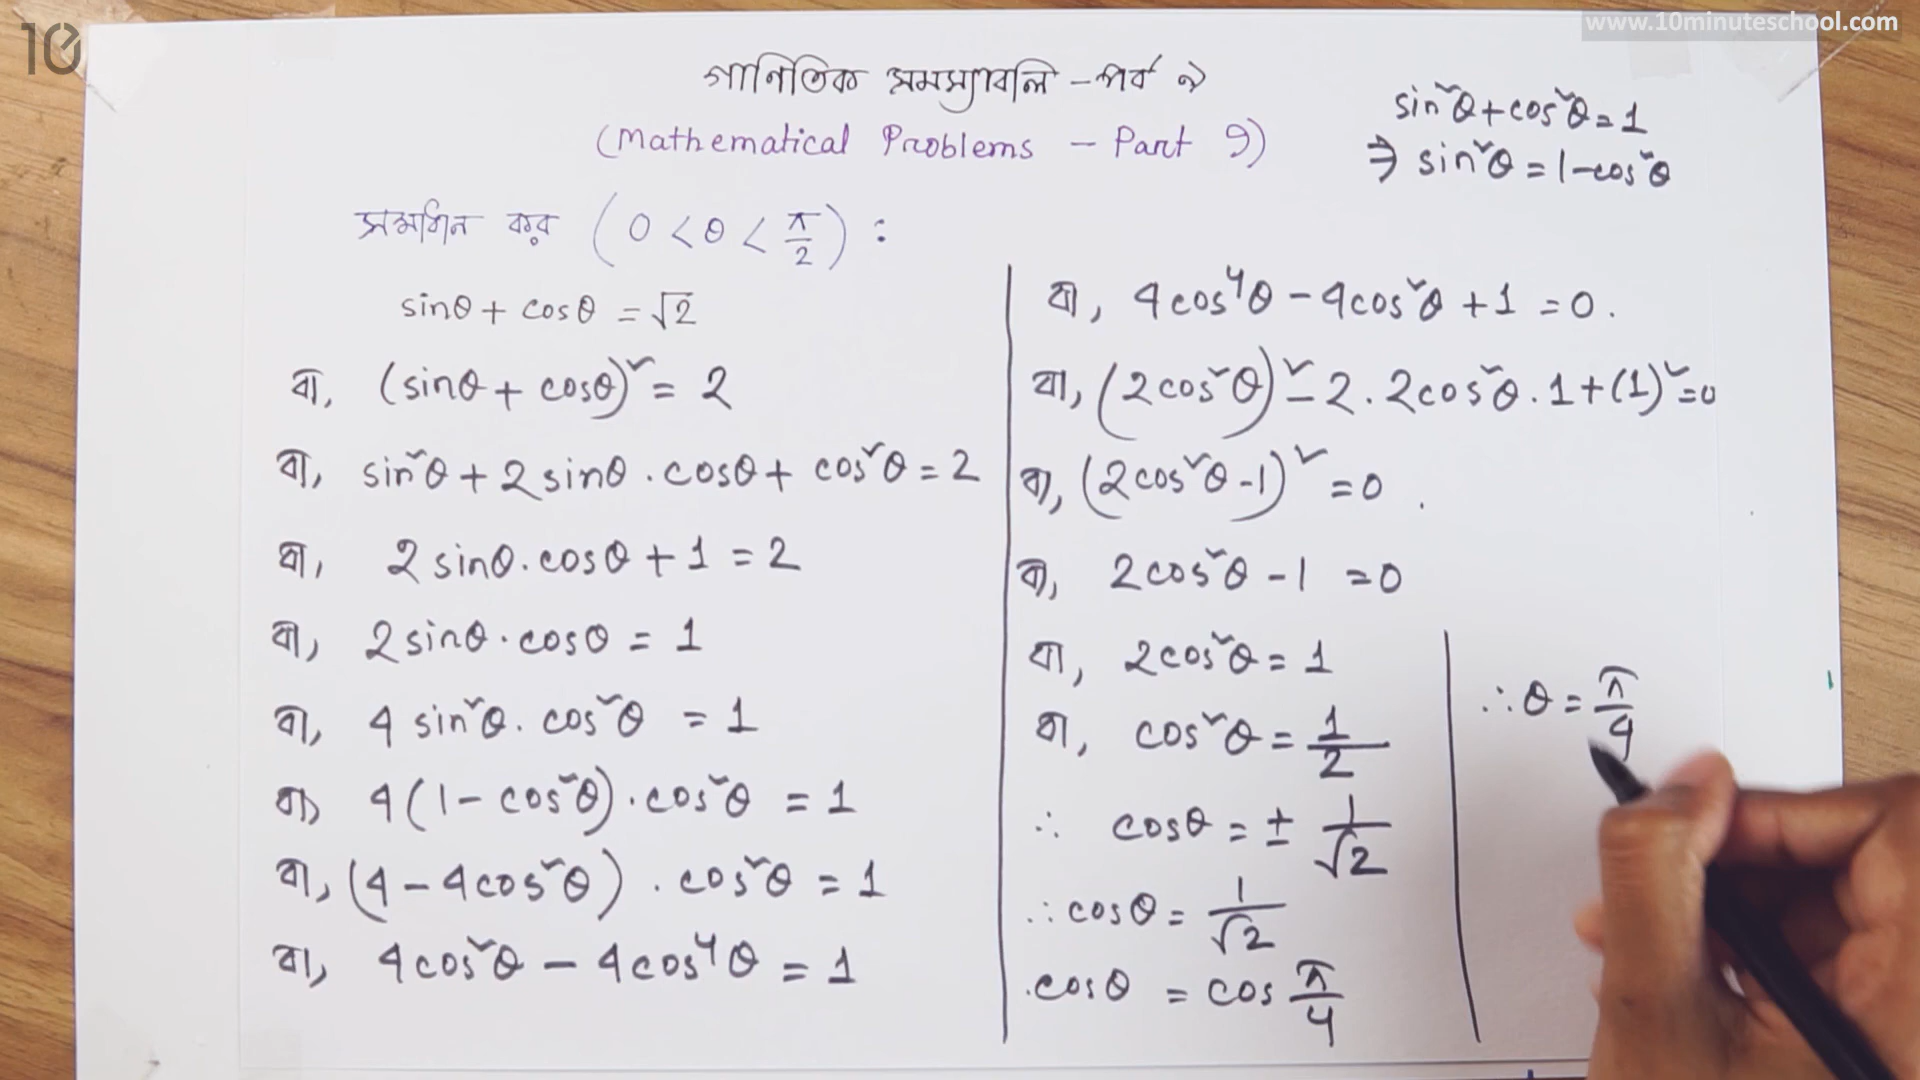 10
www.10minuteschool.com
গাণিতিক সমস্যাবলি - পর্ব ৯
(Mathematical Problems - Part 9)
sin²θ + cos²θ = 1
⇒ sin²θ = 1 - cos²θ
সমাধান কর (0 < θ < π/2) :
sinθ + cosθ = √2
বা, (sinθ + cosθ)² = 2
বা, sin²θ + 2 sinθ . cosθ + cos²θ = 2
বা, 2 sinθ . cosθ + 1 = 2
বা, 2 sinθ . cosθ = 1
বা, 4 sin²θ . cos²θ = 1
বা, 4(1 - cos²θ) . cos²θ = 1
বা, (4 - 4cos²θ) . cos²θ = 1
বা, 4cos²θ - 4cos⁴θ = 1
বা, 4cos⁴θ - 4cos²θ + 1 = 0 .
বা, (2cos²θ)² - 2 . 2cos²θ . 1 + (1)² = 0
বা, (2cos²θ - 1)² = 0 .
বা, 2cos²θ - 1 = 0
বা, 2cos²θ = 1
বা, cos²θ = 1/2
∴ cosθ = ± 1/√2
∴ cosθ = 1/√2
. cosθ = cos π/4
∴ θ = π/4